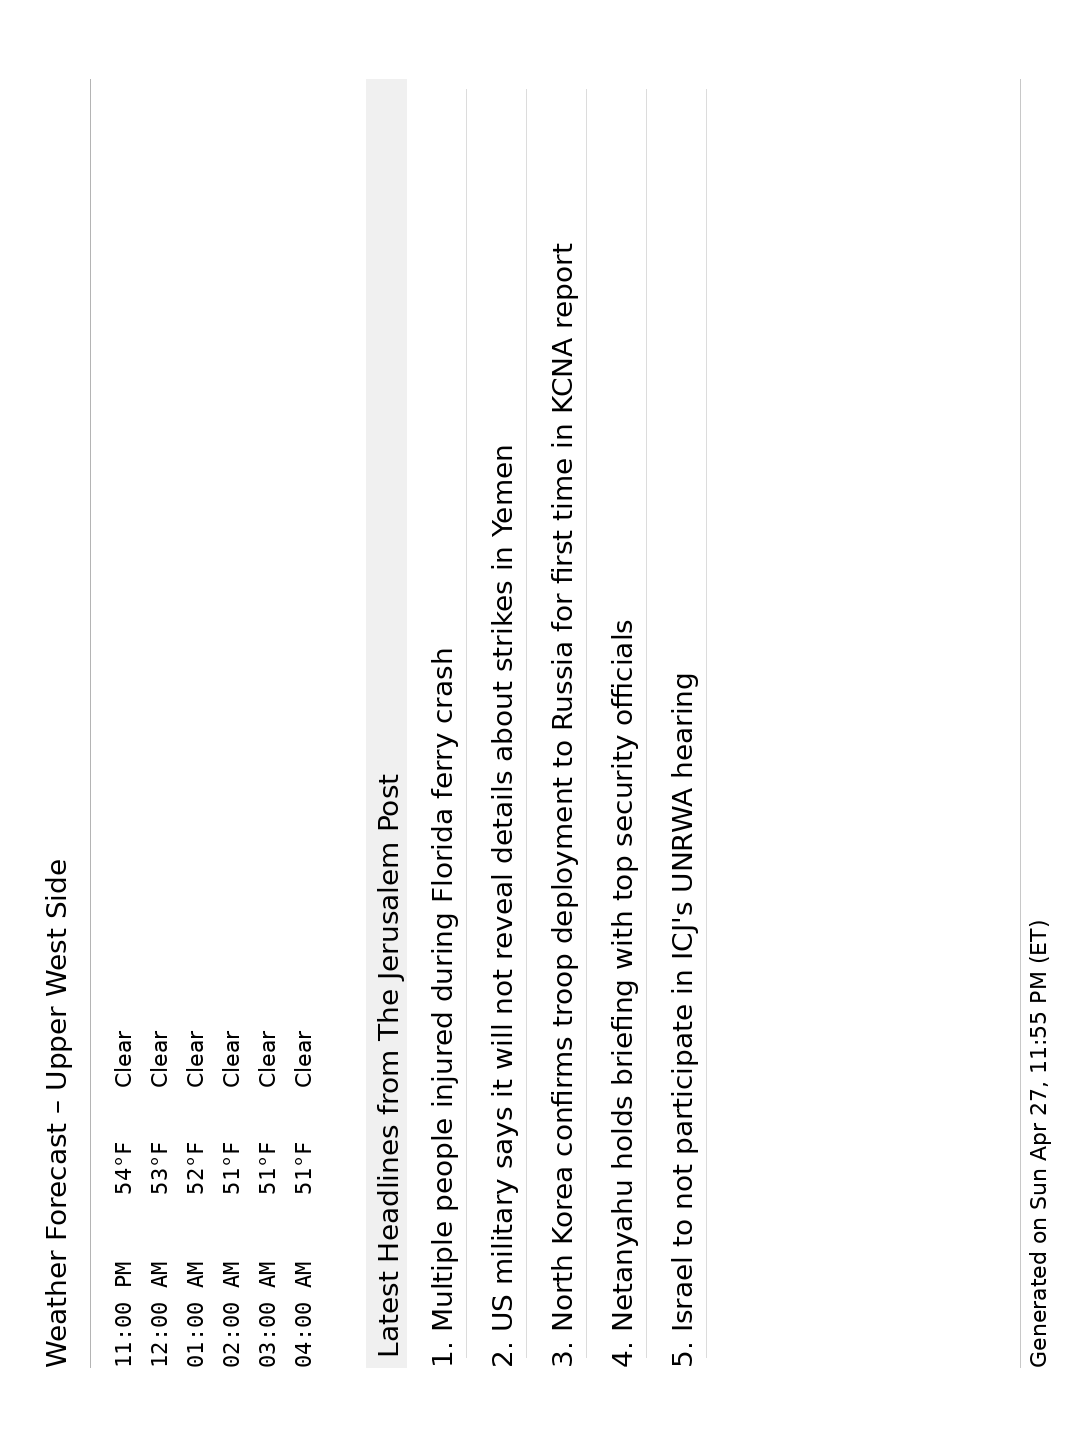 Weather Forecast – Upper West Side
11:00 PM 54°F Clear
12:00 AM 53°F Clear
01:00 AM 52°F Clear
02:00 AM 51°F Clear
03:00 AM 51°F Clear
04:00 AM 51°F Clear
Latest Headlines from The Jerusalem Post
1. Multiple people injured during Florida ferry crash
2. US military says it will not reveal details about strikes in Yemen
3. North Korea confirms troop deployment to Russia for first time in KCNA report
4. Netanyahu holds briefing with top security officials
5. Israel to not participate in ICJ's UNRWA hearing
Generated on Sun Apr 27, 11:55 PM (ET)